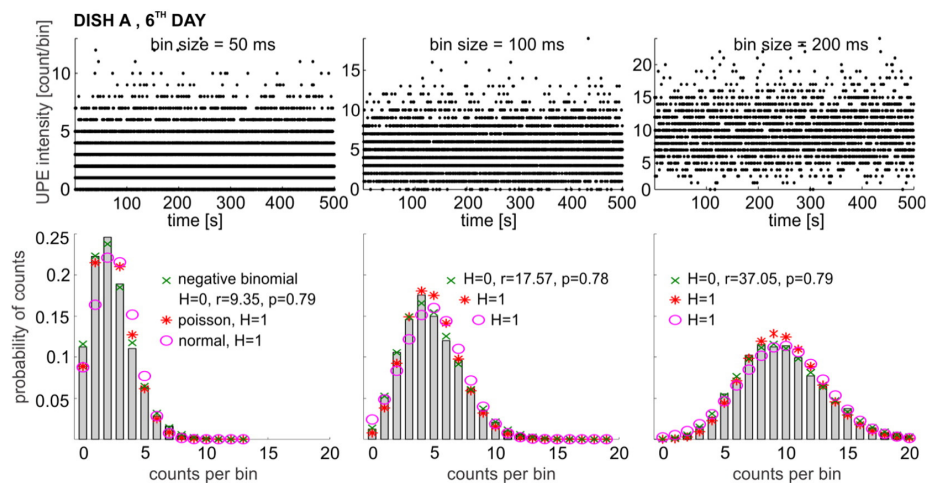 DISH A , 6TH DAY
bin size = 50 ms
bin size = 100 ms
bin size = 200 ms
UPE intensity [count/bin]
10
5
0
15
10
5
0
20
15
10
5
0
100 200 300 400 500
100 200 300 400 500
100 200 300 400 500
time [s]
time [s]
time [s]
probability of counts
0.25
0.2
0.15
0.1
0.05
negative binomial
H=0, r=9.35, p=0.79
poisson, H=1
normal, H=1
H=0, r=17.57, p=0.78
H=1
H=1
H=0, r=37.05, p=0.79
H=1
H=1
0 5 10 15 20
0 5 10 15 20
0 5 10 15 20
counts per bin
counts per bin
counts per bin